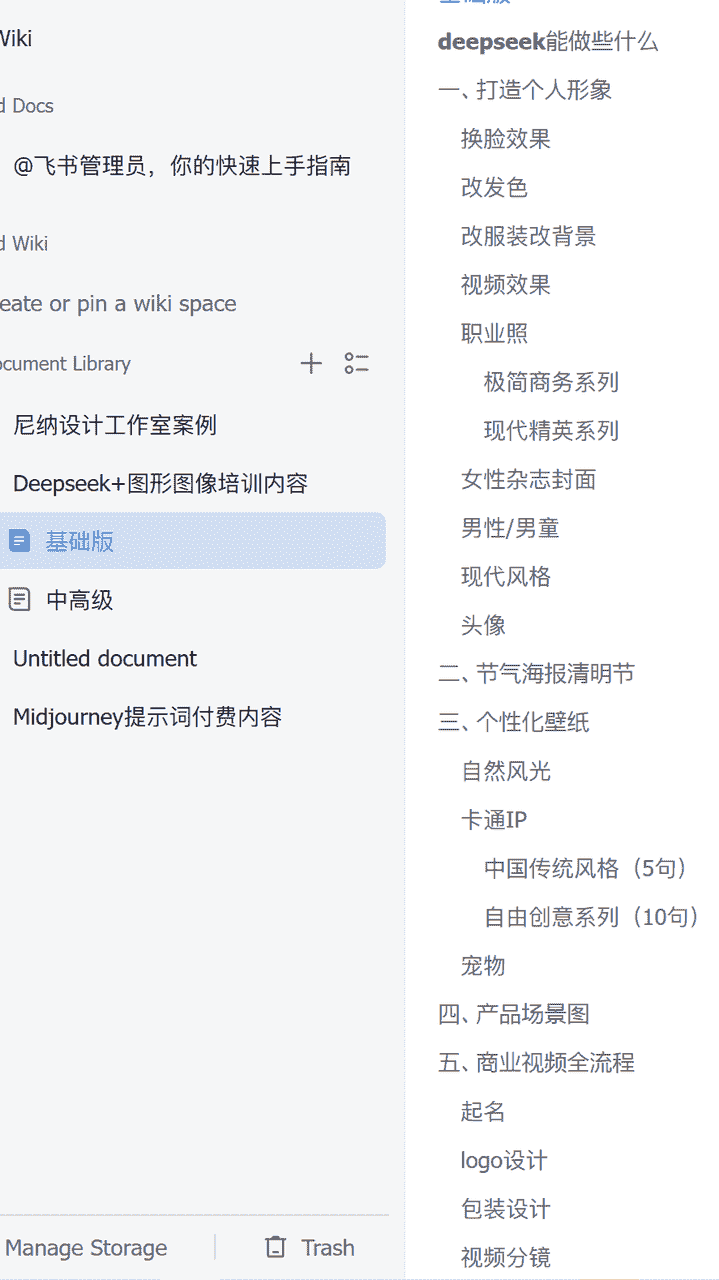 Wiki
d Docs
@飞书管理员，你的快速上手指南
d Wiki
eate or pin a wiki space
ocument Library
尼纳设计工作室案例
Deepseek+图形图像培训内容
基础版
中高级
Untitled document
Midjourney提示词付费内容
Manage Storage
Trash
基础版
deepseek能做些什么
一、打造个人形象
换脸效果
改发色
改服装改背景
视频效果
职业照
极简商务系列
现代精英系列
女性杂志封面
男性/男童
现代风格
头像
二、节气海报清明节
三、个性化壁纸
自然风光
卡通IP
中国传统风格（5句）
自由创意系列（10句）
宠物
四、产品场景图
五、商业视频全流程
起名
logo设计
包装设计
视频分镜